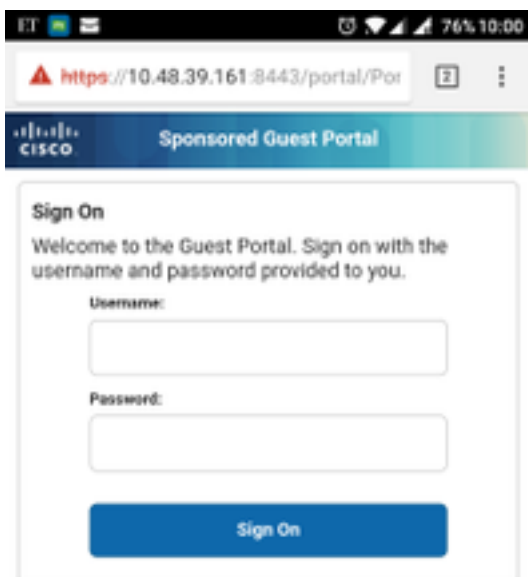 ET 76% 10:00
https://10.48.39.161:8443/portal/Por 2
CISCO Sponsored Guest Portal
Sign On
Welcome to the Guest Portal. Sign on with the
username and password provided to you.
Username:
Password:
Sign On